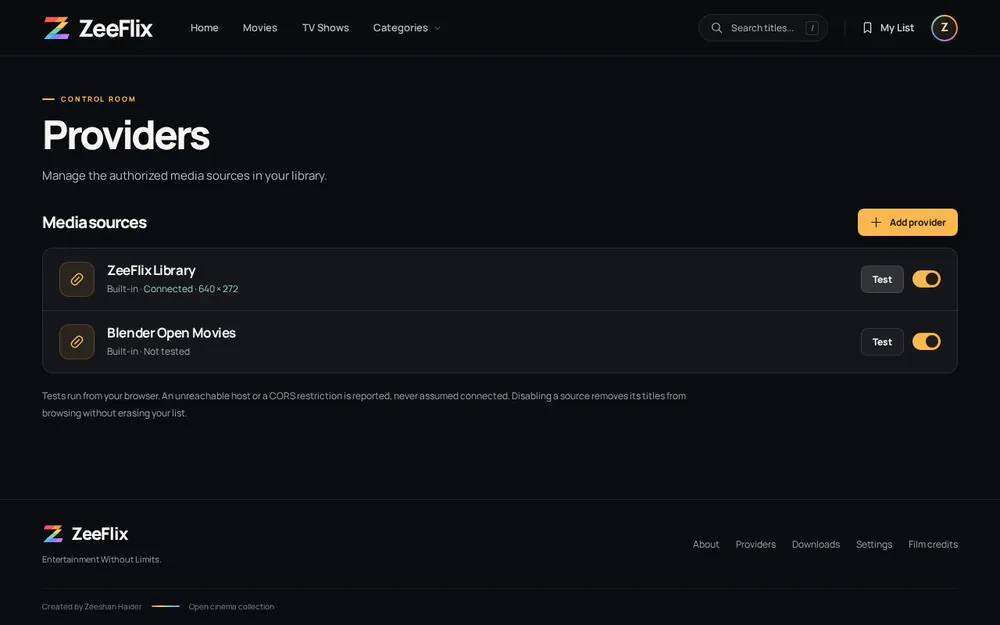 ZeeFlix
Home Movies TV Shows Categories
Search titles... /
My List
Z
CONTROL ROOM
Providers
Manage the authorized media sources in your library.
Media sources
Add provider
ZeeFlix Library
Built-in · Connected · 640 × 272
Test
Blender Open Movies
Built-in · Not tested
Test
Tests run from your browser. An unreachable host or a CORS restriction is reported, never assumed connected. Disabling a source removes its titles from
browsing without erasing your list.
ZeeFlix
Entertainment Without Limits.
About Providers Downloads Settings Film credits
Created by Zeeshan Haider Open cinema collection